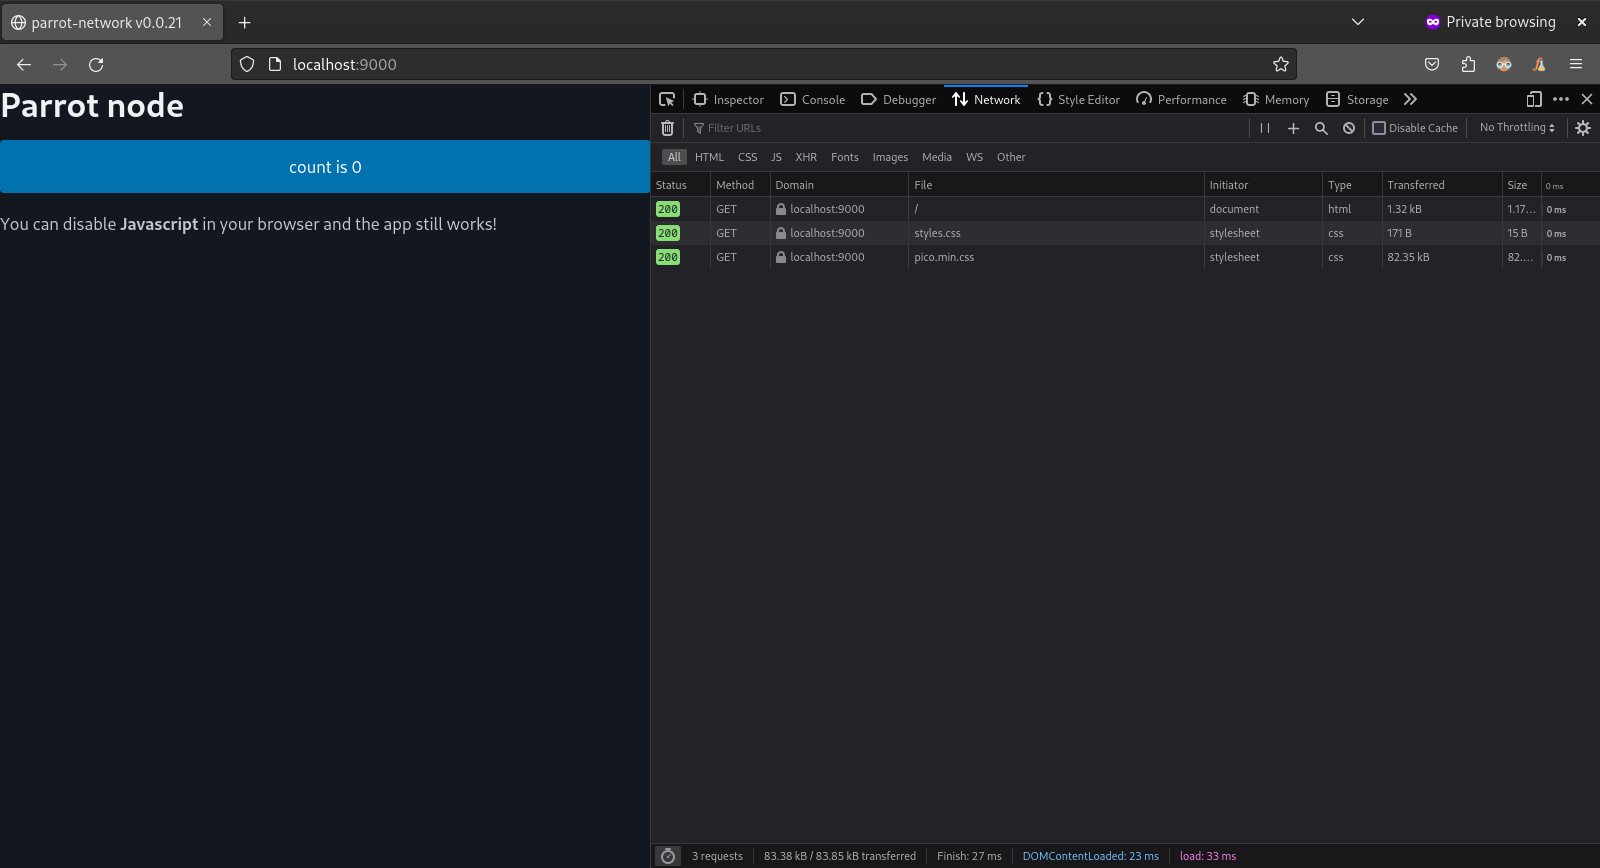 parrot-network v0.0.21
Private browsing
localhost:9000
Parrot node
count is 0
You can disable Javascript in your browser and the app still works!
Inspector Console Debugger Network Style Editor Performance Memory Storage
Filter URLs
Disable Cache No Throttling
All HTML CSS JS XHR Fonts Images Media WS Other
Status Method Domain File Initiator Type Transferred Size 0 ms
200 GET localhost:9000 / document html 1.32 kB 1.17… 0 ms
200 GET localhost:9000 styles.css stylesheet css 171 B 15 B 0 ms
200 GET localhost:9000 pico.min.css stylesheet css 82.35 kB 82.… 0 ms
3 requests 83.38 kB / 83.85 kB transferred Finish: 27 ms DOMContentLoaded: 23 ms load: 33 ms